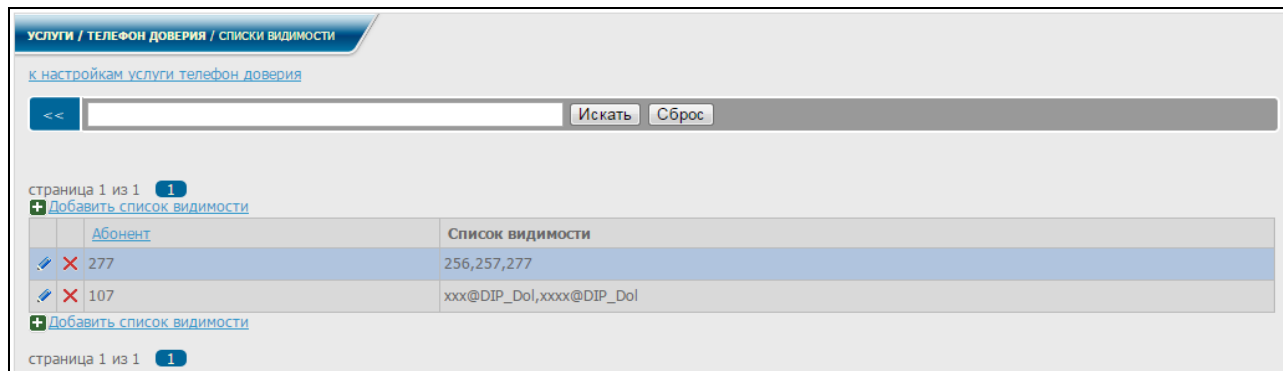 УСЛУГИ / ТЕЛЕФОН ДОВЕРИЯ / СПИСКИ ВИДИМОСТИ
к настройкам услуги телефон доверия
<< Искать Сброс
страница 1 из 1 1
Добавить список видимости
Абонент Список видимости
277 256,257,277
107 xxx@DIP_Dol,xxxx@DIP_Dol
Добавить список видимости
страница 1 из 1 1